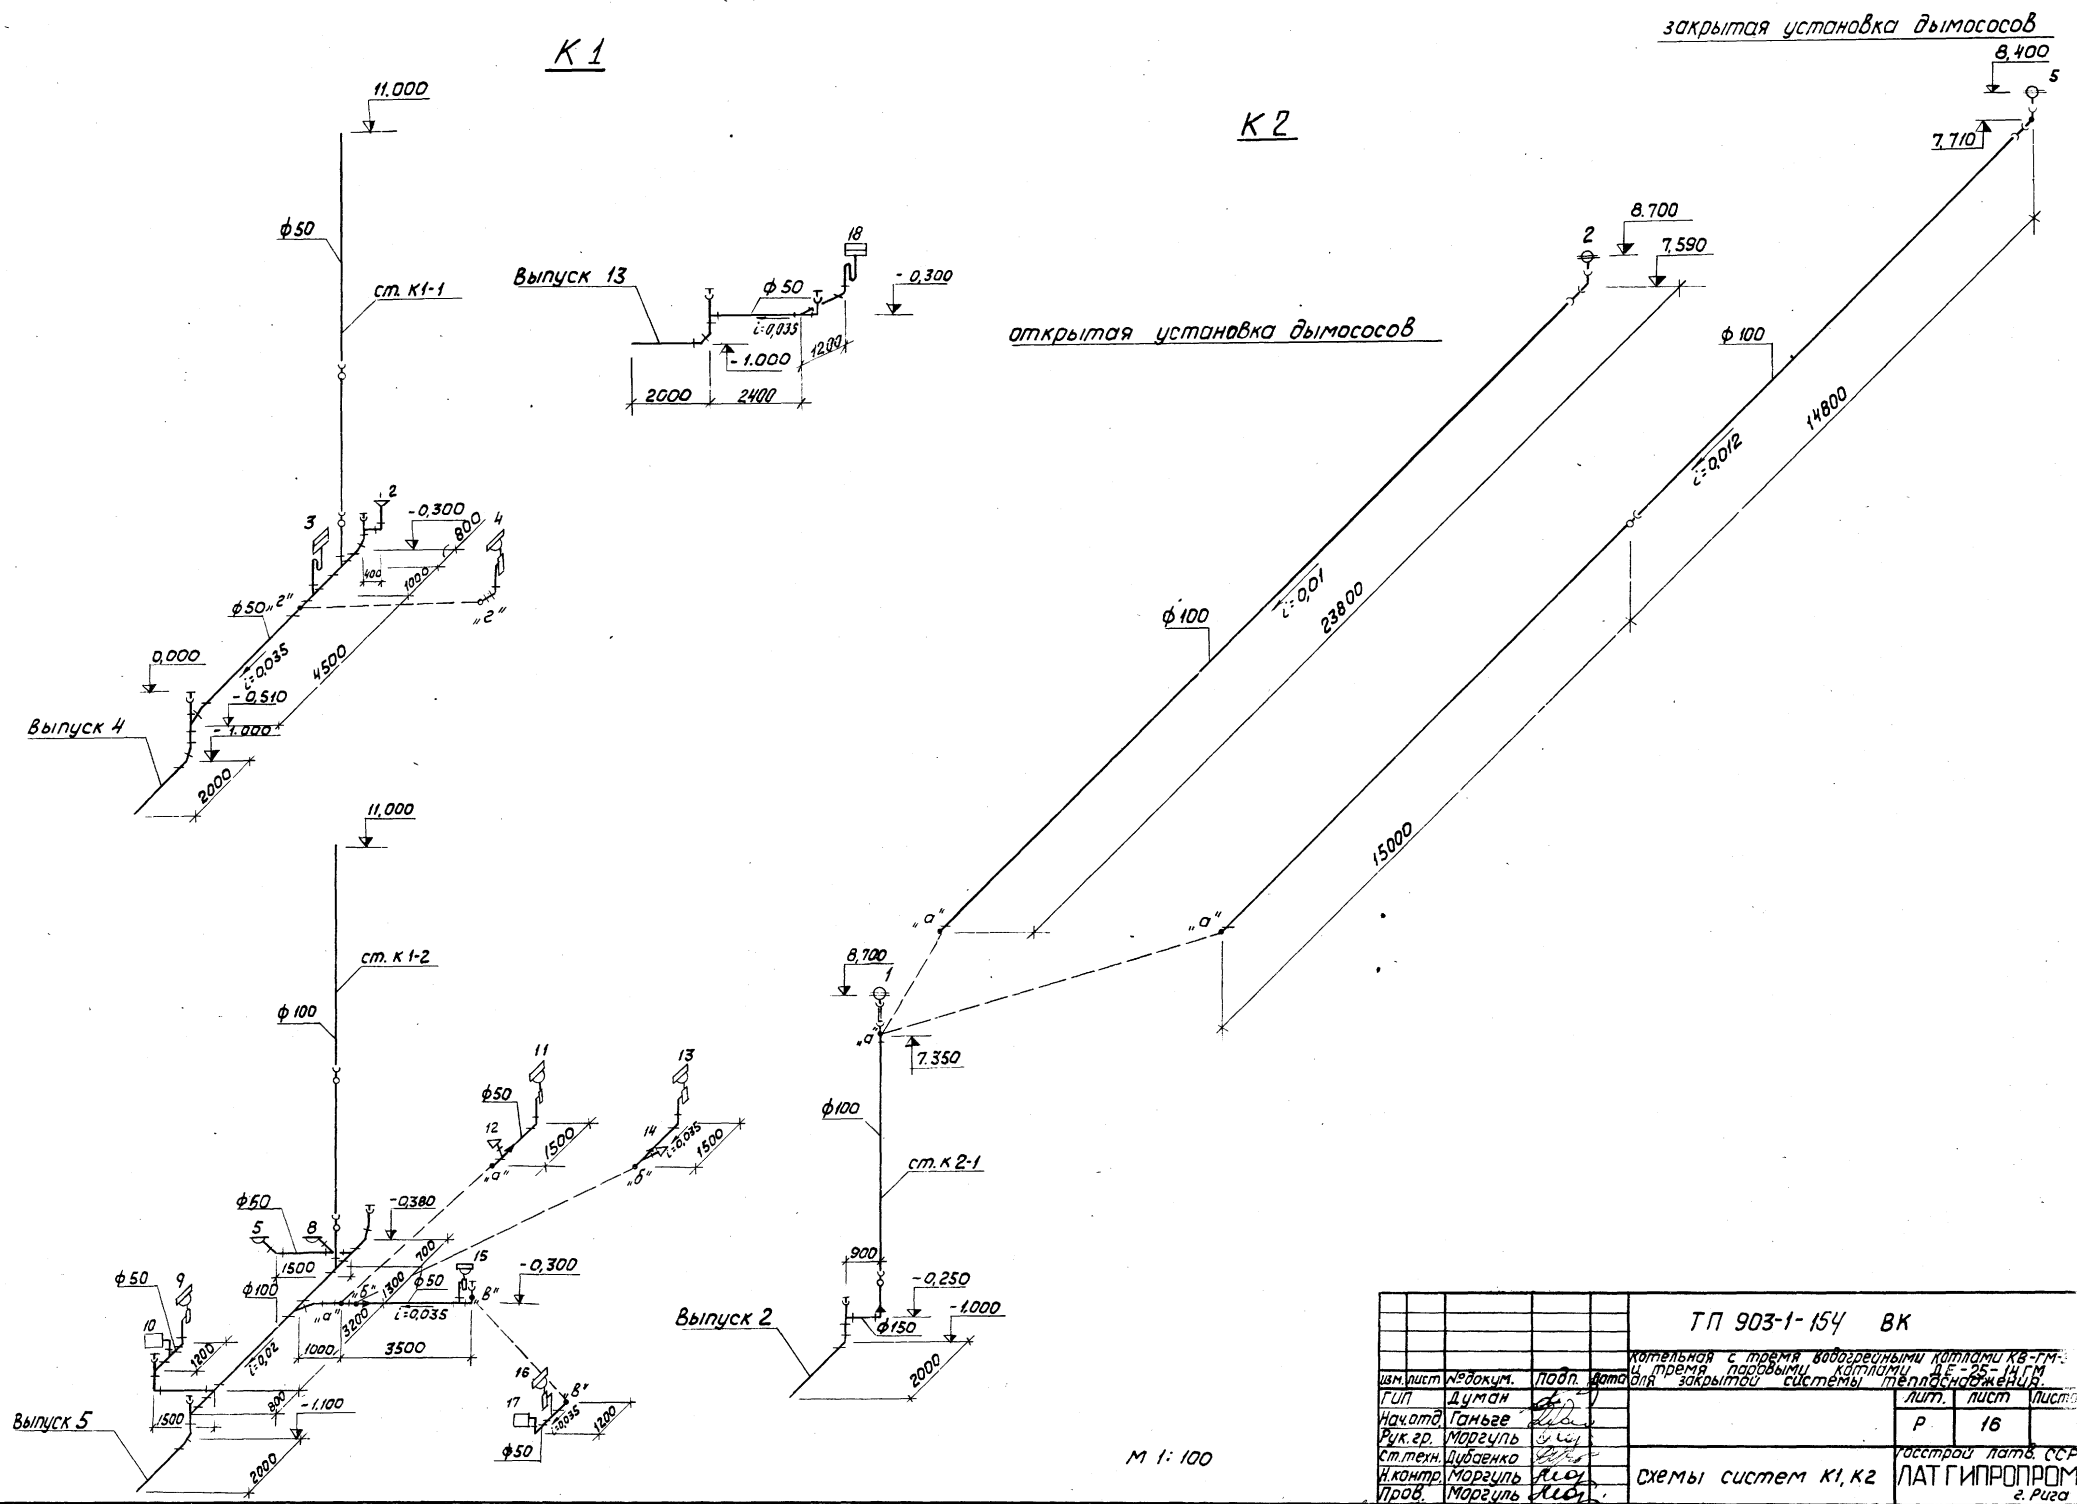 закрытая установка дымососов
К 1
К 2
8,400
5
7.710
11.000
ф50
ст. К1-1
Выпуск 13
18
ф50
i=0,035
-0,300
1200
-1.000
2000
2400
2
8.700
7,590
открытая установка дымососов
ф100
14800
i=0,012
i=0,01
23800
ф100
15000
2
3
-0,300
800
4
400
1000
ф50
„г"
„г"
i=0,035
4500
0,000
-0,510
-1.000
Выпуск 4
2000
11,000
ст. К1-2
ф100
„а"
„а"
8,700
1
„а"
7.350
ф100
ст. К2-1
900
-0,250
-1.000
Выпуск 2
ф150
2000
11
13
ф50
12
1500
14
i=0,035
1500
„а"
„б"
ф50
5
8
-0,380
700
1500
15
ф50
9
ф100
„а"
„б"
1300
ф50
„в"
-0,300
3200
i=0,035
10
1200
i=0,02
1000
3500
800
-1.100
1500
Выпуск 5
2000
16
„в"
17
i=0,035
1200
ф50
М 1:100
ТП 903-1-154 ВК
котельная с тремя водогрейными котлами КВ-ГМ-
и тремя паровыми котлами ДЕ-25-14ГМ
для закрытой системы теплоснабжения.
изм. лист №докум. подп. дата
ГИП Думан
Нач.отд. Ганьге
Рук.гр. Моргуль
ст.техн. Дубаенко
Н.контр. Моргуль
Пров. Моргуль
лит. лист
Р 16
схемы систем К1, К2
госстрой латв. ССР
ЛАТГИПРОПРОМ
г. Рига